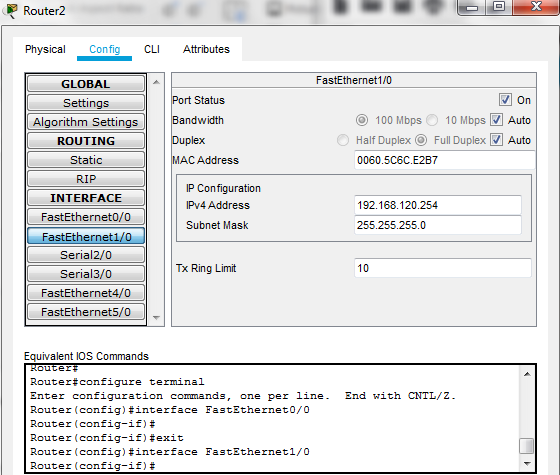 Router2
Physical Config CLI Attributes
GLOBAL
Settings
Algorithm Settings
ROUTING
Static
RIP
INTERFACE
FastEthernet0/0
FastEthernet1/0
Serial2/0
Serial3/0
FastEthernet4/0
FastEthernet5/0
FastEthernet1/0
Port Status On
Bandwidth 100 Mbps 10 Mbps Auto
Duplex Half Duplex Full Duplex Auto
MAC Address 0060.5C6C.E2B7
IP Configuration
IPv4 Address 192.168.120.254
Subnet Mask 255.255.255.0
Tx Ring Limit 10
Equivalent IOS Commands
Router#
Router#configure terminal
Enter configuration commands, one per line. End with CNTL/Z.
Router(config)#interface FastEthernet0/0
Router(config-if)#
Router(config-if)#exit
Router(config)#interface FastEthernet1/0
Router(config-if)#